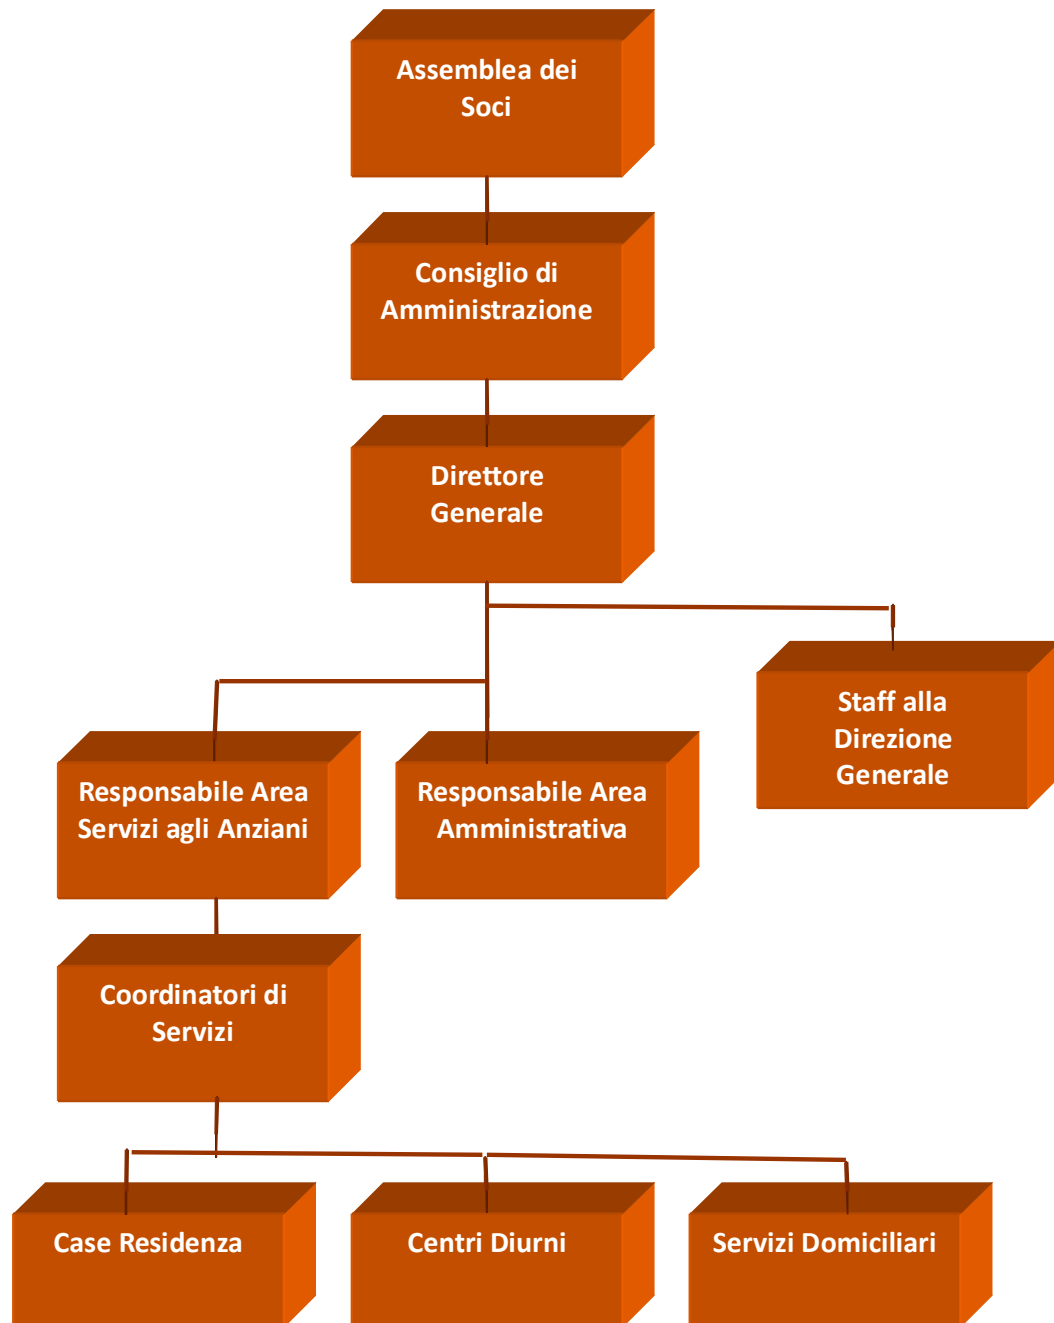 Assemblea dei
Soci
Consiglio di
Amministrazione
Direttore
Generale
Staff alla
Direzione
Generale
Responsabile Area
Servizi agli Anziani
Responsabile Area
Amministrativa
Coordinatori di
Servizi
Case Residenza
Centri Diurni
Servizi Domiciliari